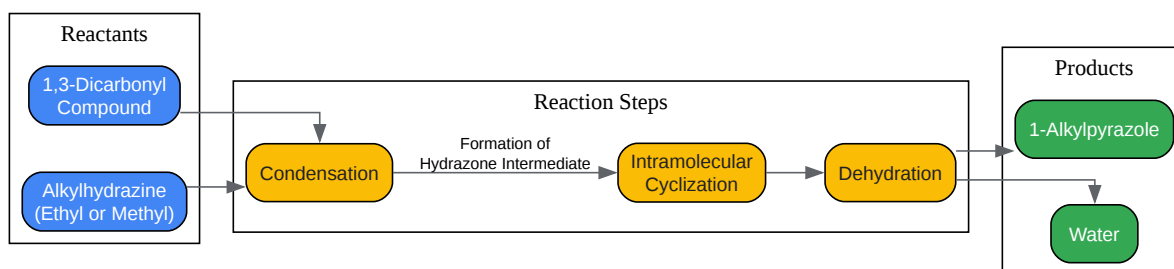 Reactants
1,3-Dicarbonyl
Compound
Alkylhydrazine
(Ethyl or Methyl)
Reaction Steps
Condensation
Formation of
Hydrazone Intermediate
Intramolecular
Cyclization
Dehydration
Products
1-Alkylpyrazole
Water